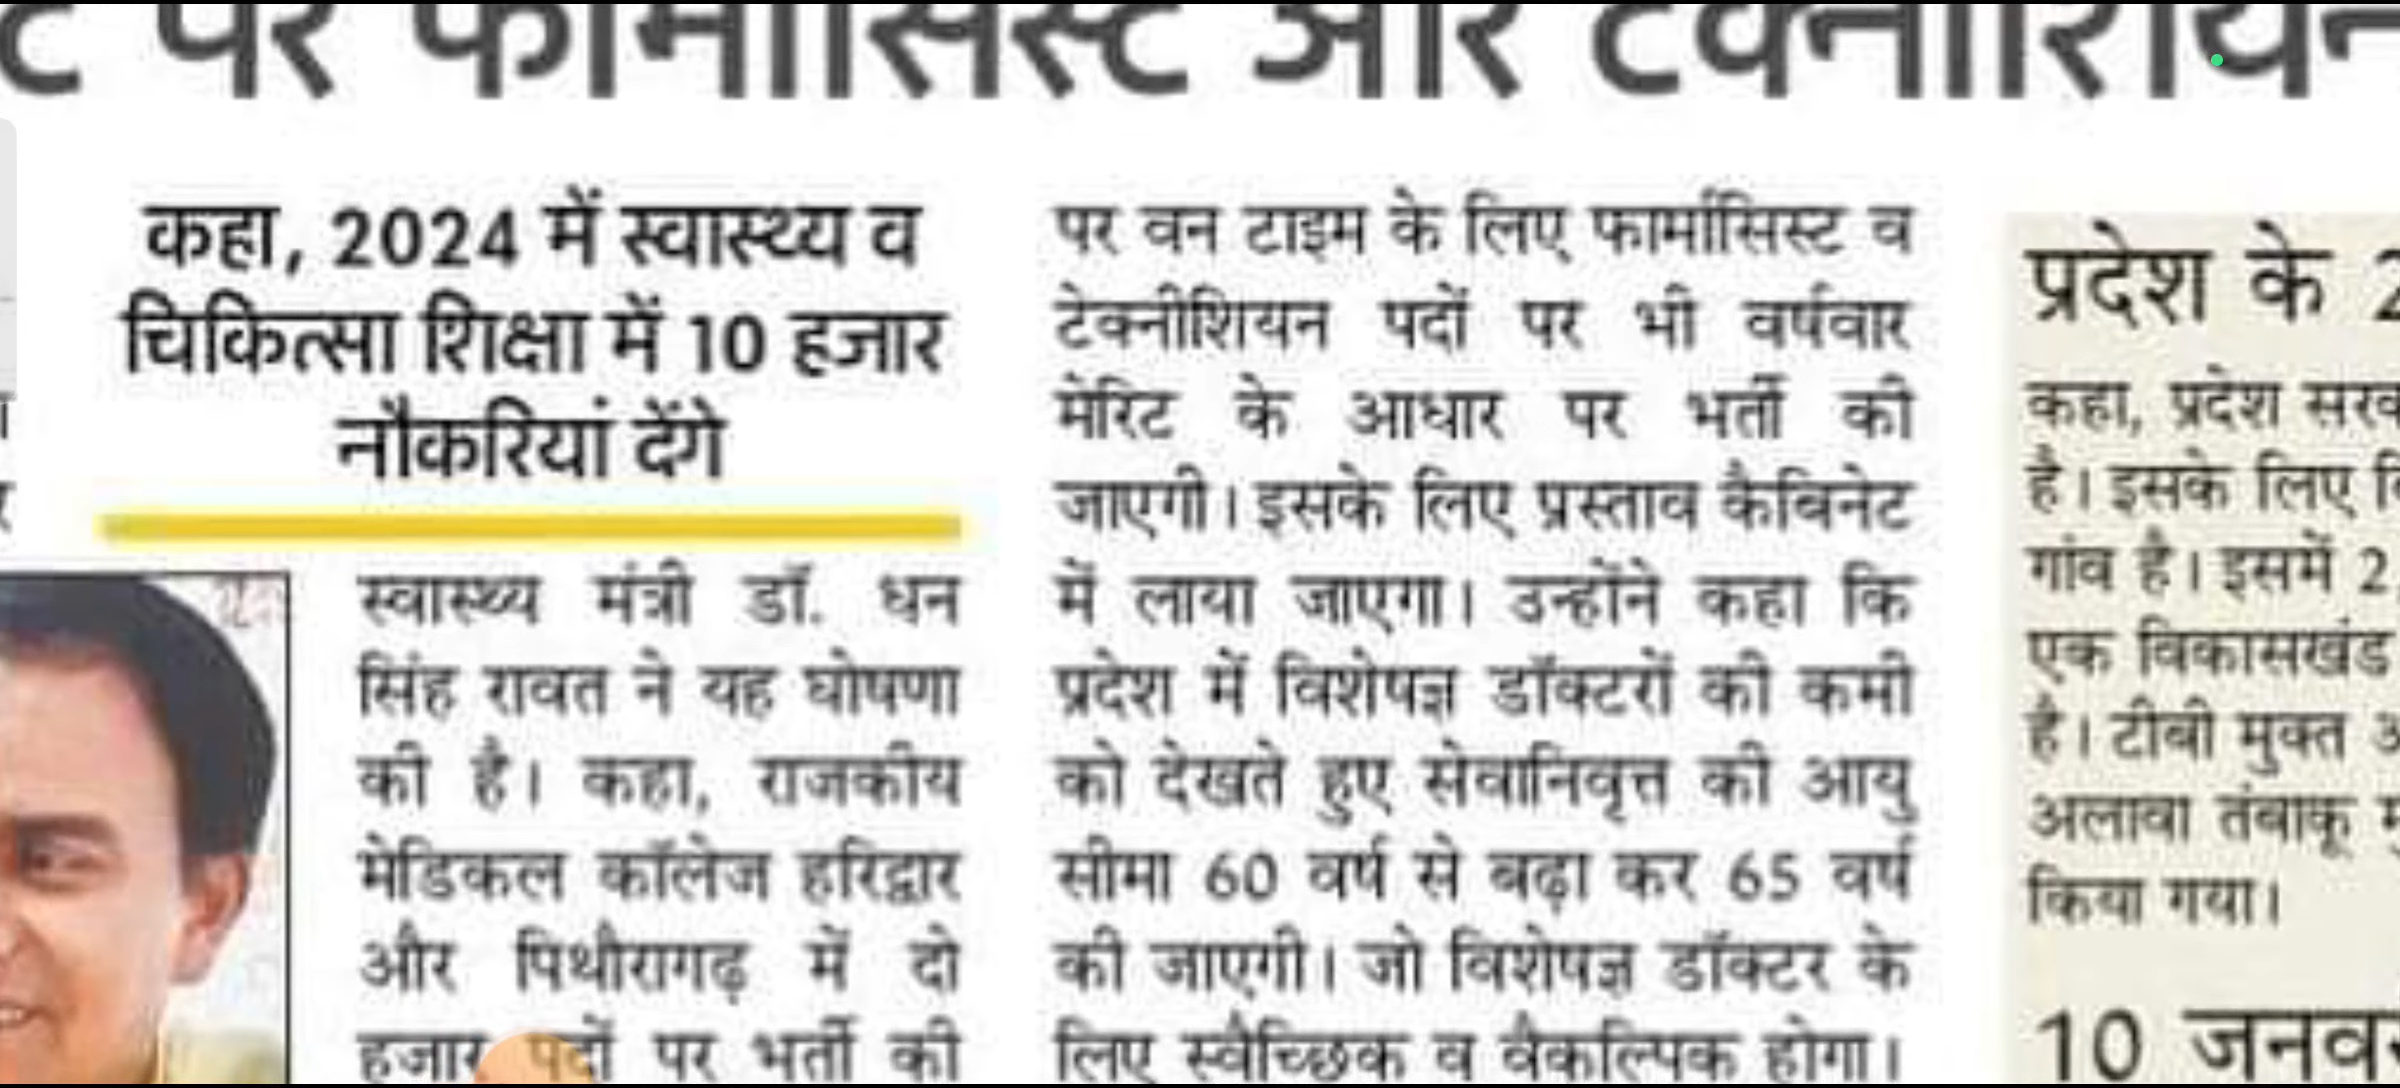 पर फार्मासिस्ट और टेक्नीशियन
कहा, 2024 में स्वास्थ्य व
चिकित्सा शिक्षा में 10 हजार
नौकरियां देंगे
स्वास्थ्य मंत्री डॉ. धन
सिंह रावत ने यह घोषणा
की है। कहा, राजकीय
मेडिकल कॉलेज हरिद्वार
और पिथौरागढ़ में दो
हजार पदों पर भर्ती की
पर वन टाइम के लिए फार्मासिस्ट व
टेक्नीशियन पदों पर भी वर्षवार
मेरिट के आधार पर भर्ती की
जाएगी। इसके लिए प्रस्ताव कैबिनेट
में लाया जाएगा। उन्होंने कहा कि
प्रदेश में विशेषज्ञ डॉक्टरों की कमी
को देखते हुए सेवानिवृत्त की आयु
सीमा 60 वर्ष से बढ़ा कर 65 वर्ष
की जाएगी। जो विशेषज्ञ डॉक्टर के
लिए स्वैच्छिक व वैकल्पिक होगा।
प्रदेश के 2
कहा, प्रदेश
है। इसके लिए
गांव है। इसमें 2
एक विकासखंड
है। टीबी मुक्त
अलावा तंबाकू
किया गया।
10